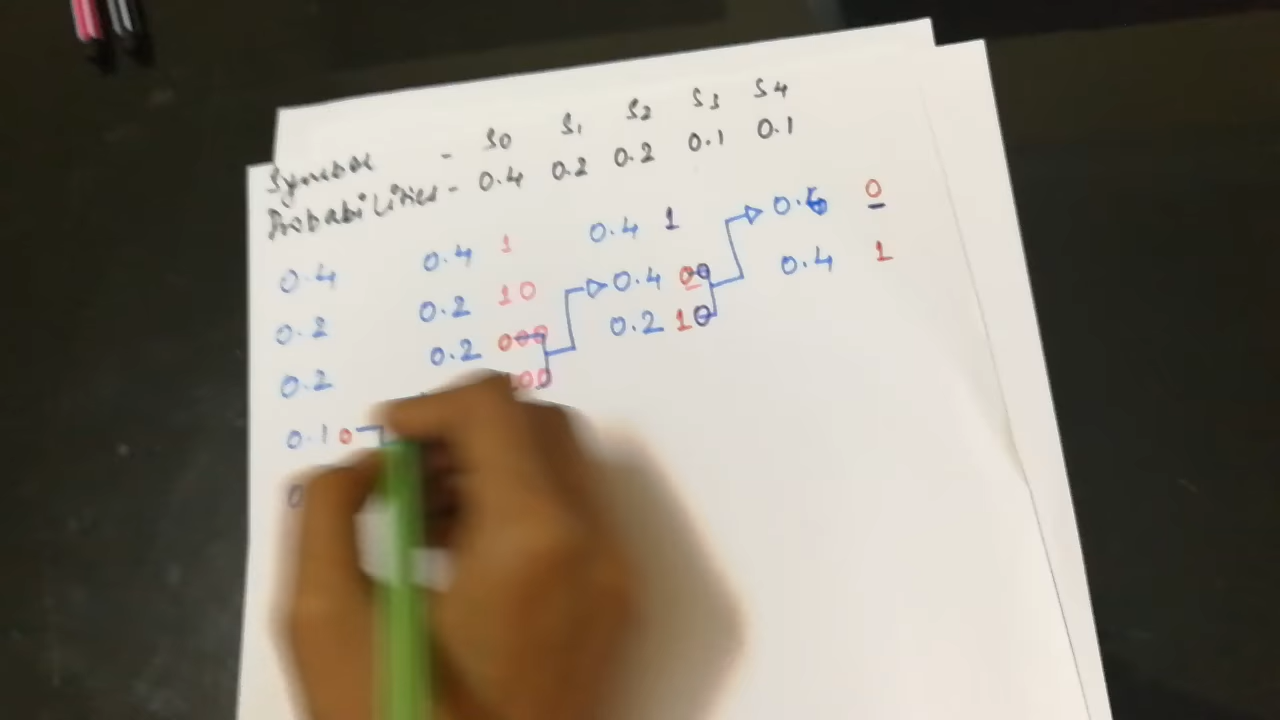 Symbol - S0 S1 S2 S3 S4
Probabilities - 0.4 0.2 0.2 0.1 0.1
0.4 0.4 1 0.4 1 0.6 0
0.2 0.2 10 0.4 00 0.4 1
0.2 0.2 000 0.2 10
0.1 0 00
0